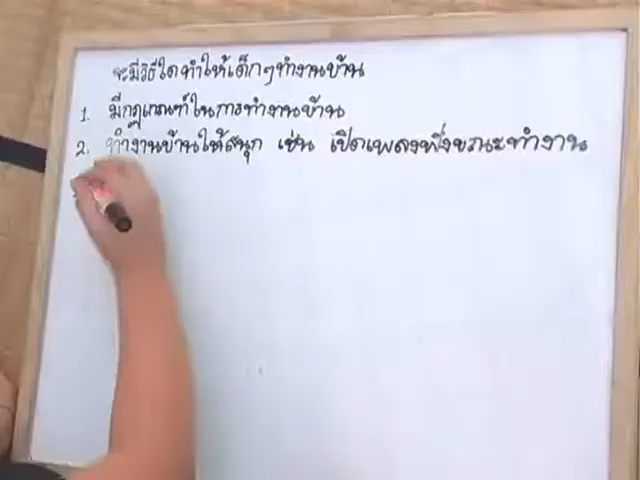 จะมีวิธีใดทำให้เด็กๆทำงานบ้าน
1. มีกฎเกณฑ์ในการทำงานบ้าน
2. ทำงานบ้านให้สนุก เช่น เปิดเพลงฟังขณะทำงาน